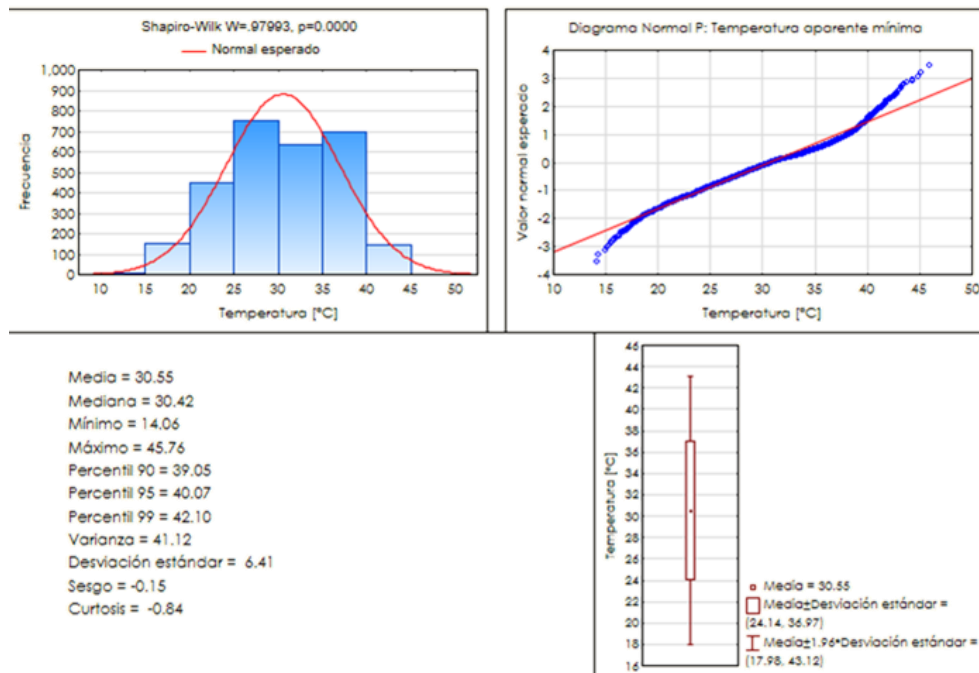 Shapiro-Wilk W=.97993, p=0.0000
Normal esperado
1,000
900
800
700
600
500
400
300
200
100
0
Frecuencia
10 15 20 25 30 35 40 45 50
Temperatura [°C]
Diagrama Normal P: Temperatura aparente mínima
4
3
2
1
0
-1
-2
-3
-4
Valor normal esperado
10 15 20 25 30 35 40 45 50
Temperatura [°C]
Media = 30.55
Mediana = 30.42
Mínimo = 14.06
Máximo = 45.76
Percentil 90 = 39.05
Percentil 95 = 40.07
Percentil 99 = 42.10
Varianza = 41.12
Desviación estándar = 6.41
Sesgo = -0.15
Curtosis = -0.84
46
44
42
40
38
36
34
32
30
28
26
24
22
20
18
16
Temperatura [°C]
Media = 30.55
Media±Desviación estándar =
(24.14, 36.97)
Media±1.96*Desviación estándar =
(17.98, 43.12)